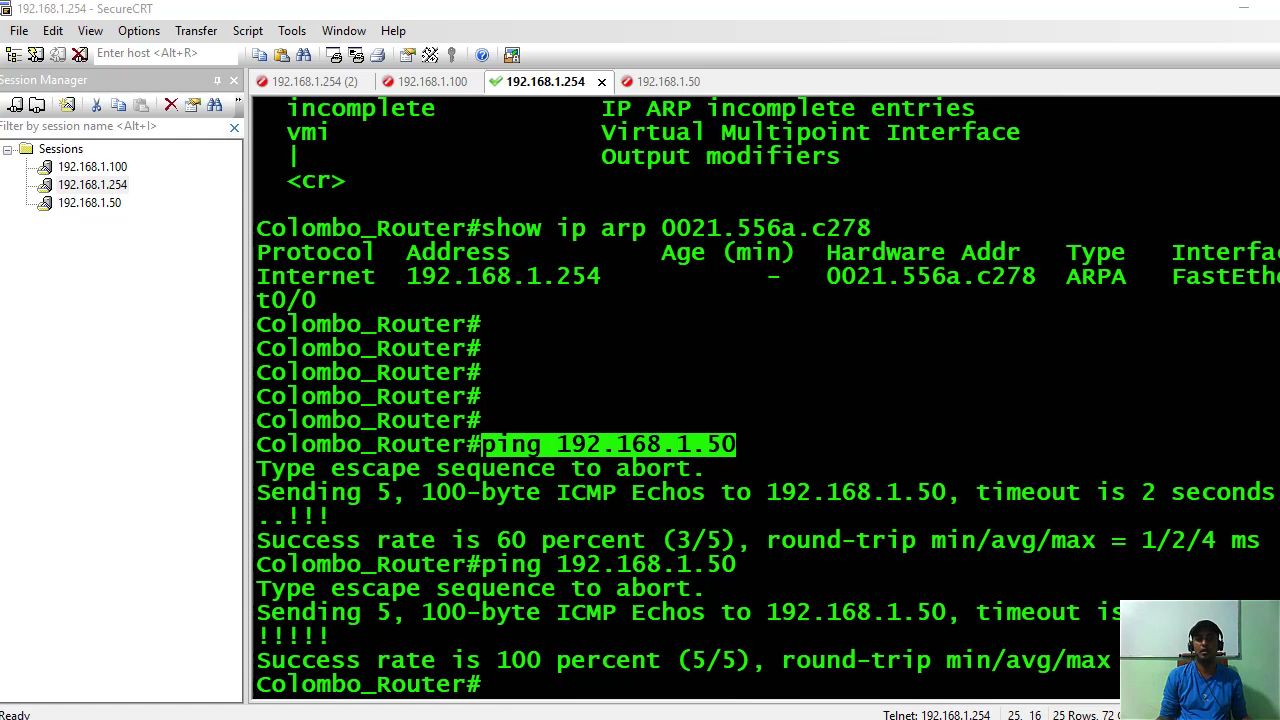 192.168.1.254 - SecureCRT
File Edit View Options Transfer Script Tools Window Help
Enter host <Alt+R>
Session Manager
192.168.1.254 (2) 192.168.1.100 192.168.1.254 192.168.1.50
Filter by session name <Alt+I>
Sessions
192.168.1.100
192.168.1.254
192.168.1.50
incomplete IP ARP incomplete entries
vmi Virtual Multipoint Interface
| Output modifiers
<cr>
Colombo_Router#show ip arp 0021.556a.c278
Protocol Address Age (min) Hardware Addr Type Interfac
Internet 192.168.1.254 - 0021.556a.c278 ARPA FastEthe
t0/0
Colombo_Router#
Colombo_Router#
Colombo_Router#
Colombo_Router#
Colombo_Router#
Colombo_Router#ping 192.168.1.50
Type escape sequence to abort.
Sending 5, 100-byte ICMP Echos to 192.168.1.50, timeout is 2 seconds
..!!!
Success rate is 60 percent (3/5), round-trip min/avg/max = 1/2/4 ms
Colombo_Router#ping 192.168.1.50
Type escape sequence to abort.
Sending 5, 100-byte ICMP Echos to 192.168.1.50, timeout is
!!!!!
Success rate is 100 percent (5/5), round-trip min/avg/max
Colombo_Router#
Ready Telnet: 192.168.1.254 25, 16 25 Rows, 72 C